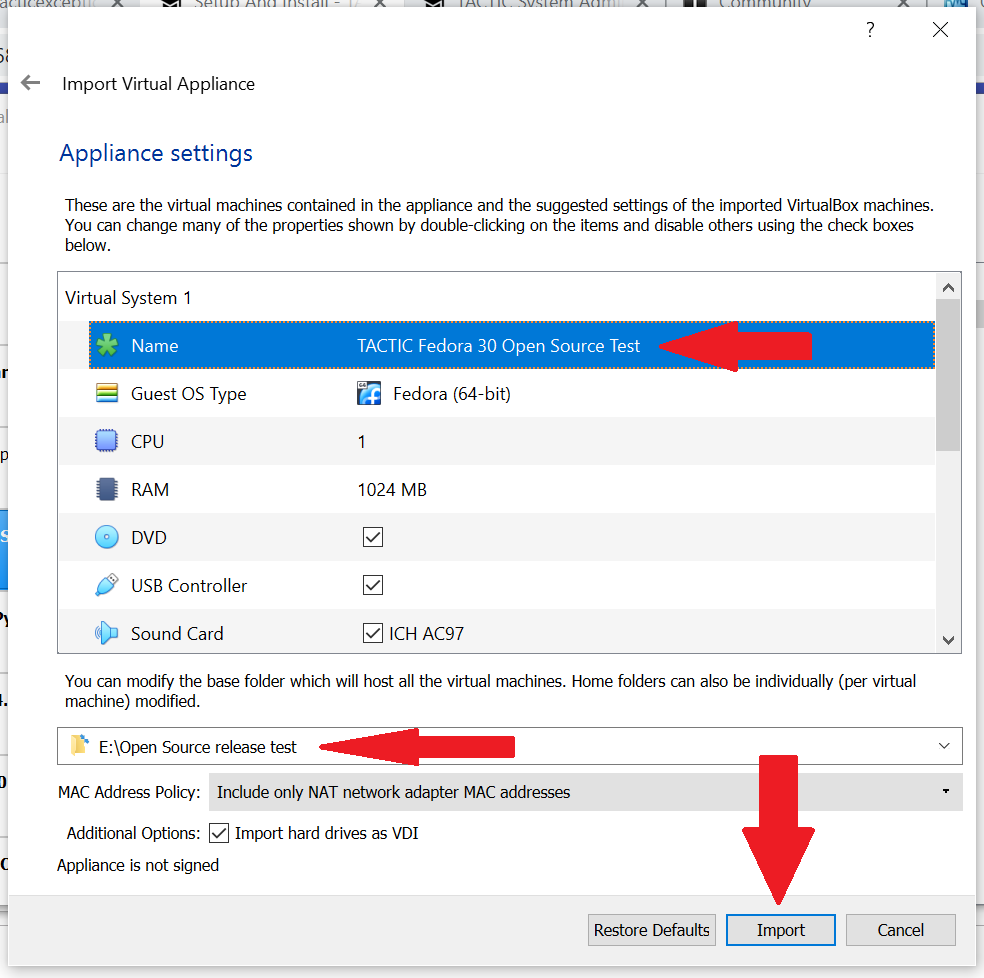 Setup And Install -
TACTIC System Admi
Community
?
Import Virtual Appliance
Appliance settings
These are the virtual machines contained in the appliance and the suggested settings of the imported VirtualBox machines.
You can change many of the properties shown by double-clicking on the items and disable others using the check boxes
below.
Virtual System 1
Name TACTIC Fedora 30 Open Source Test
Guest OS Type Fedora (64-bit)
CPU 1
RAM 1024 MB
DVD
USB Controller
Sound Card ICH AC97
You can modify the base folder which will host all the virtual machines. Home folders can also be individually (per virtual
machine) modified.
E:\Open Source release test
MAC Address Policy: Include only NAT network adapter MAC addresses
Additional Options: Import hard drives as VDI
Appliance is not signed
Restore Defaults Import Cancel